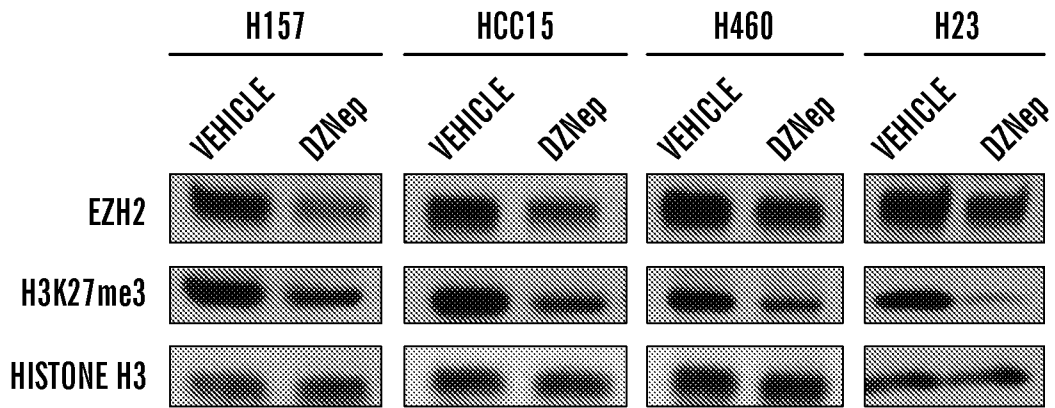 H157 HCC15 H460 H23
VEHICLE DZNep VEHICLE DZNep VEHICLE DZNep VEHICLE DZNep
EZH2
H3K27me3
HISTONE H3